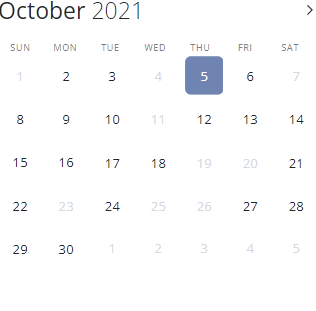 October 2021
SUN MON TUE WED THU FRI SAT
1 2 3 4 5 6 7
8 9 10 11 12 13 14
15 16 17 18 19 20 21
22 23 24 25 26 27 28
29 30 1 2 3 4 5